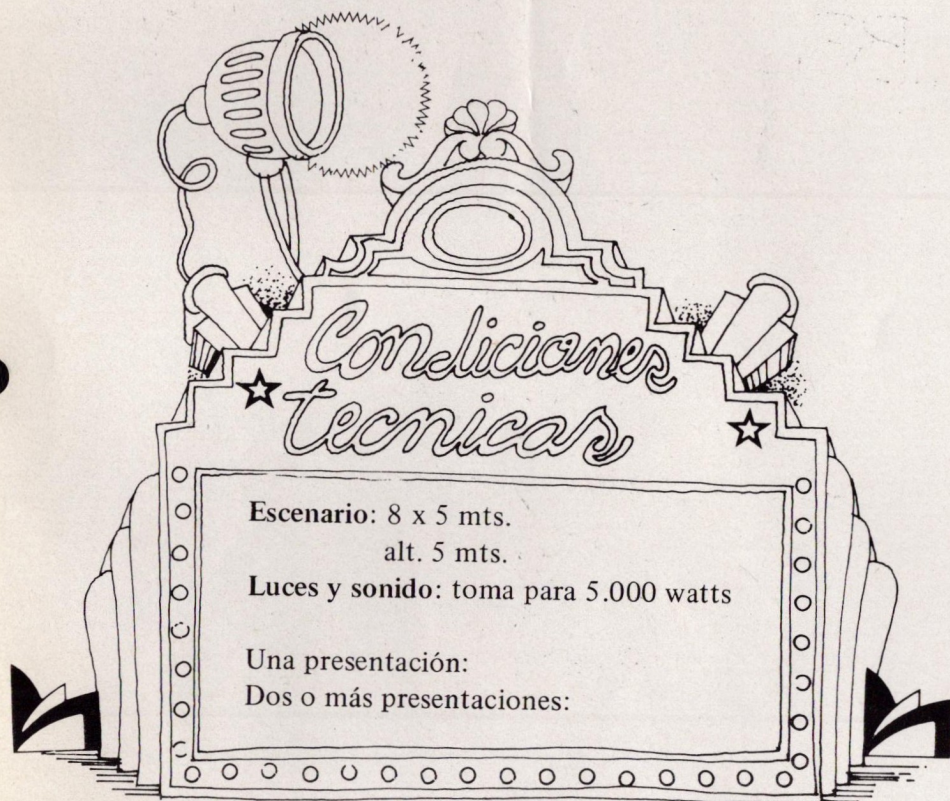 Condiciones
tecnicas
Escenario: 8 x 5 mts.
alt. 5 mts.
Luces y sonido: toma para 5.000 watts
Una presentación:
Dos o más presentaciones: